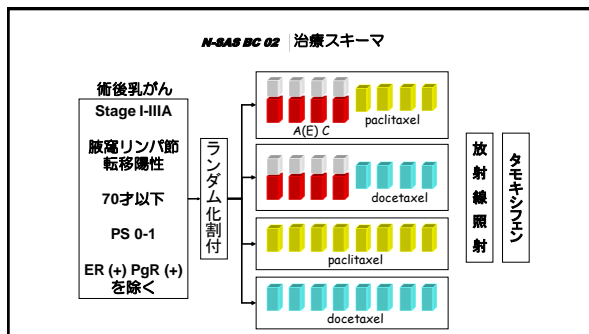 N-SAS BC 02 治療スキーマ
術後乳がん
Stage I-IIIA
腋窩リンパ節
転移陽性
70才以下
PS 0-1
ER (+) PgR (+)
を除く
ランダム化割付
A(E) C
paclitaxel
docetaxel
paclitaxel
docetaxel
放射線照射
タモキシフェン